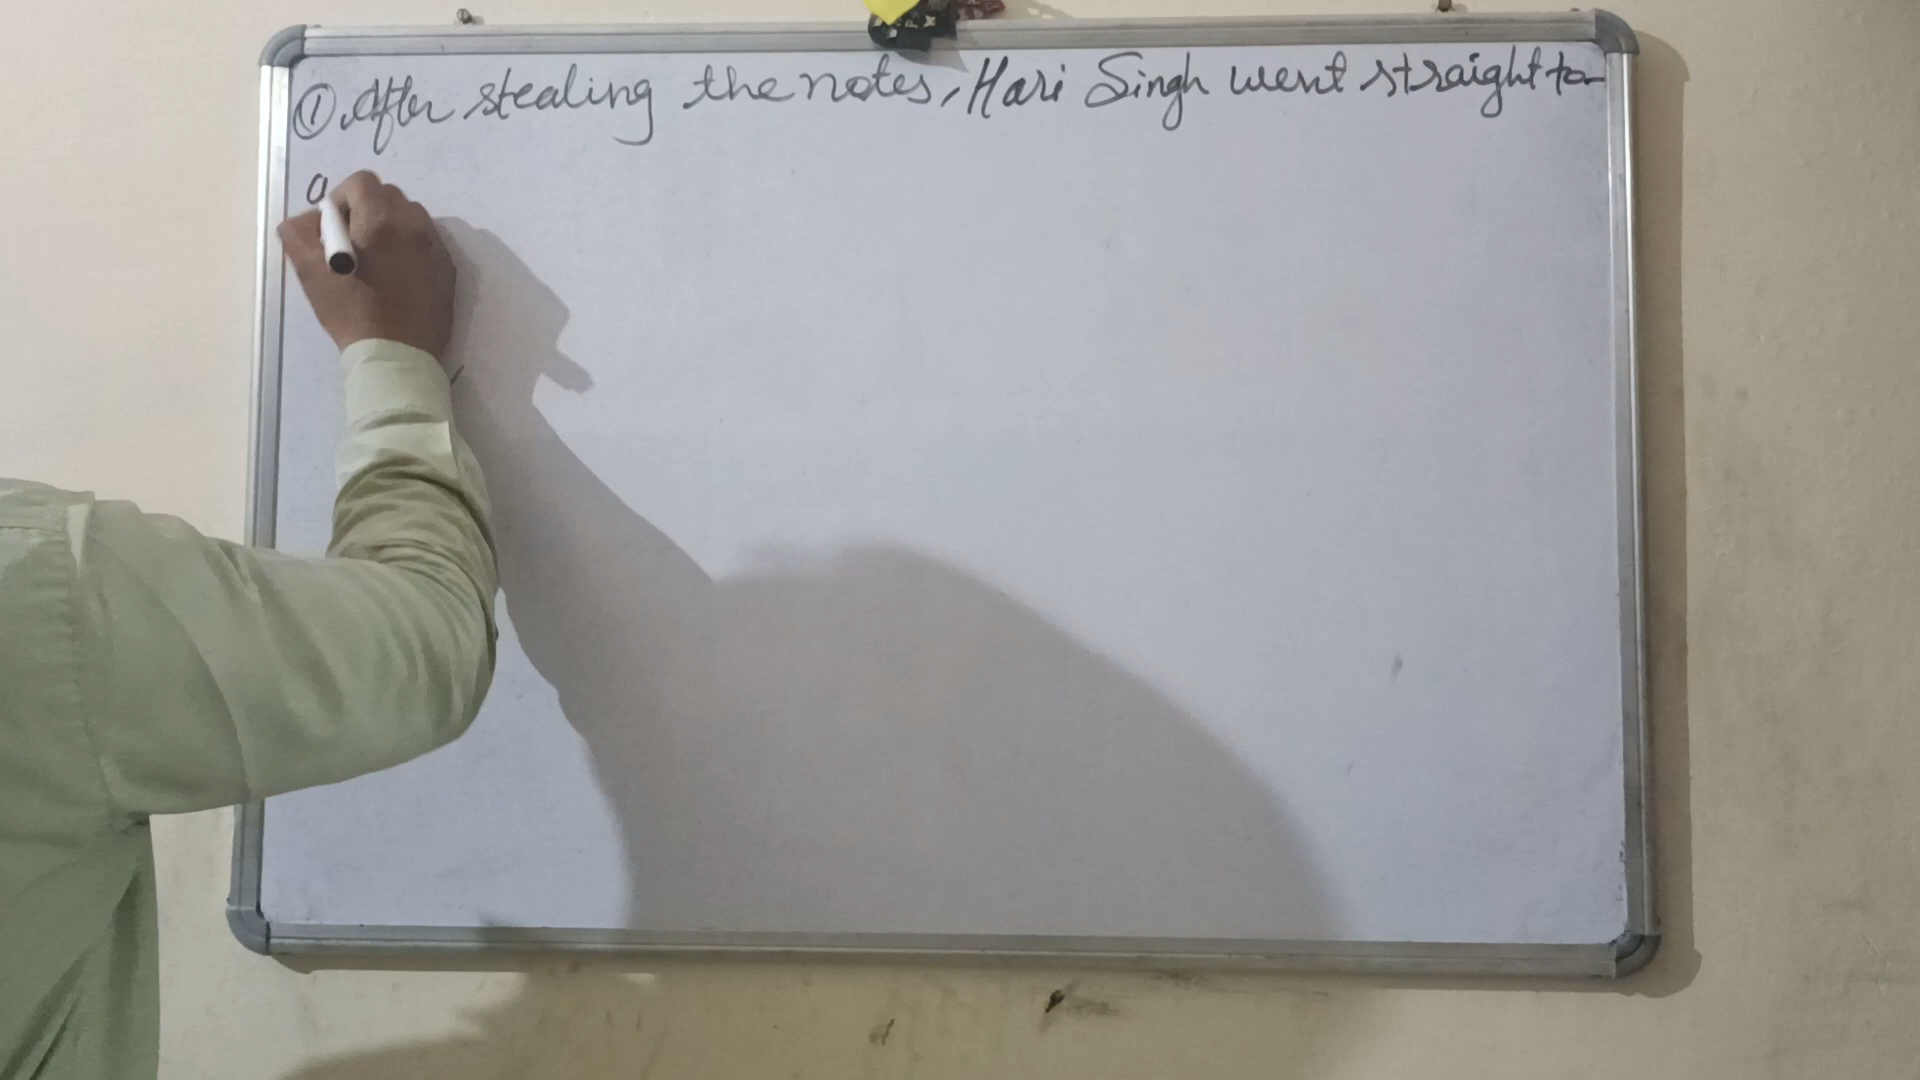 ① After stealing the notes, Hari Singh went straight to-
a